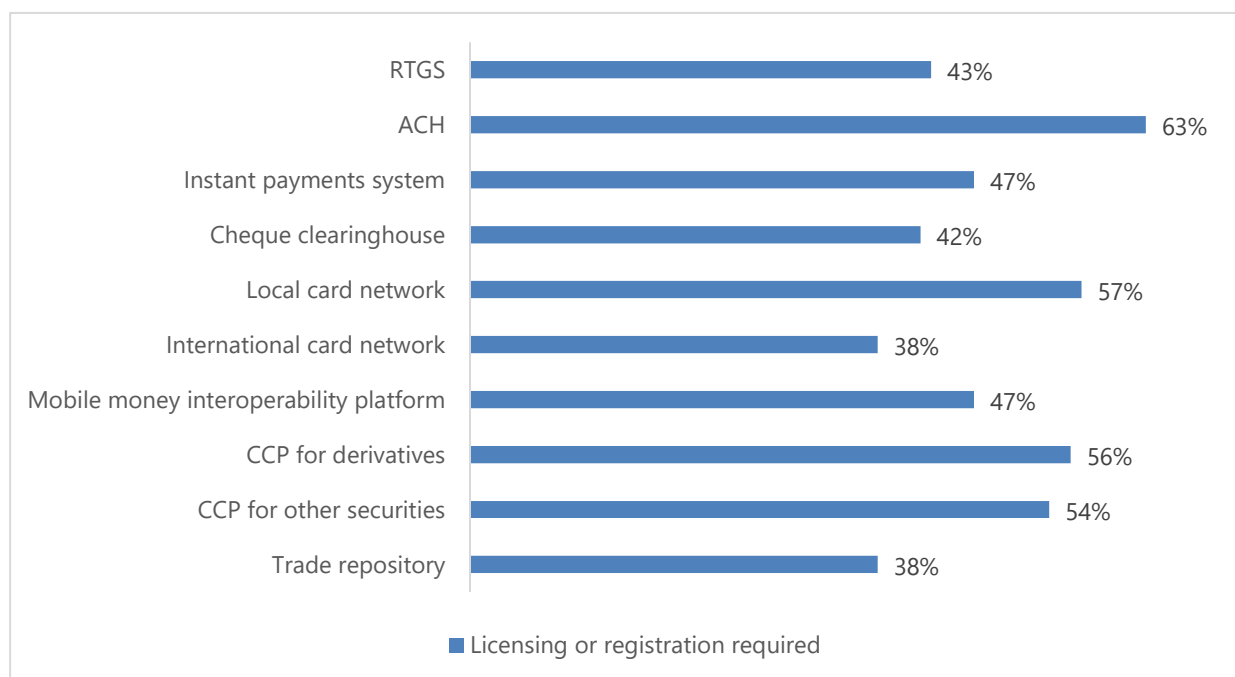 RTGS 43%
ACH 63%
Instant payments system 47%
Cheque clearinghouse 42%
Local card network 57%
International card network 38%
Mobile money interoperability platform 47%
CCP for derivatives 56%
CCP for other securities 54%
Trade repository 38%
Licensing or registration required